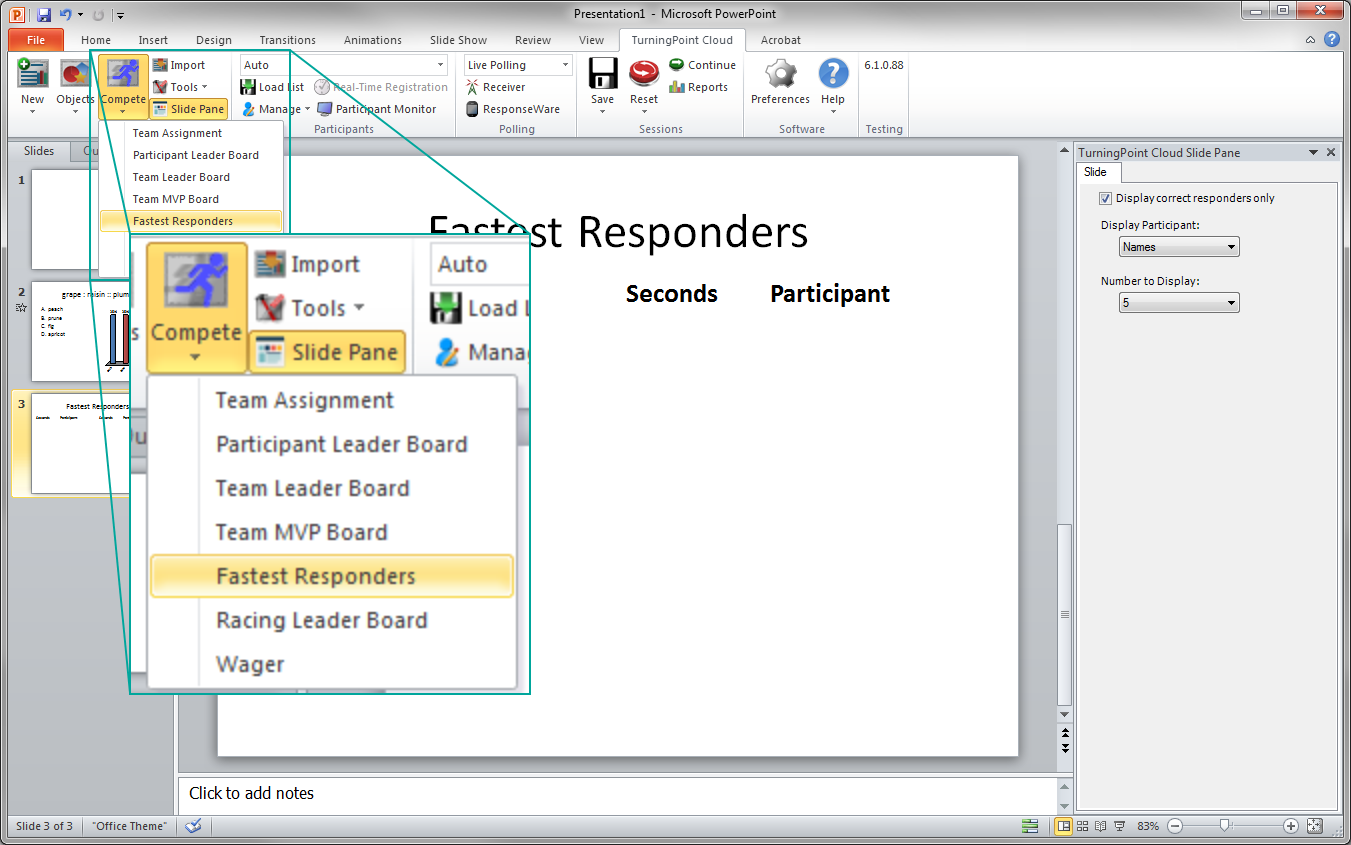 Presentation1 - Microsoft PowerPoint
File Home Insert Design Transitions Animations Slide Show Review View TurningPoint Cloud Acrobat
New Objects Compete
Import
Tools
Slide Pane
Auto
Load List Real-Time Registration
Manage Participant Monitor
Participants
Live Polling
Receiver
ResponseWare
Polling
Save Reset
Continue
Reports
Sessions
Preferences Help
Software
6.1.0.88
Testing
Team Assignment
Participant Leader Board
Team Leader Board
Team MVP Board
Fastest Responders
Slides
1
2
grape : raisin :: plum
A. peach
B. prune
C. fig
D. apricot
3
Fastest Responders
Seconds Participant Seconds
Fastest Responders
Seconds Participant
Compete
Import
Tools
Slide Pane
Auto
Load
Team Assignment
Participant Leader Board
Team Leader Board
Team MVP Board
Fastest Responders
Racing Leader Board
Wager
TurningPoint Cloud Slide Pane
Slide
Display correct responders only
Display Participant:
Names
Number to Display:
5
Click to add notes
Slide 3 of 3 "Office Theme" 83%